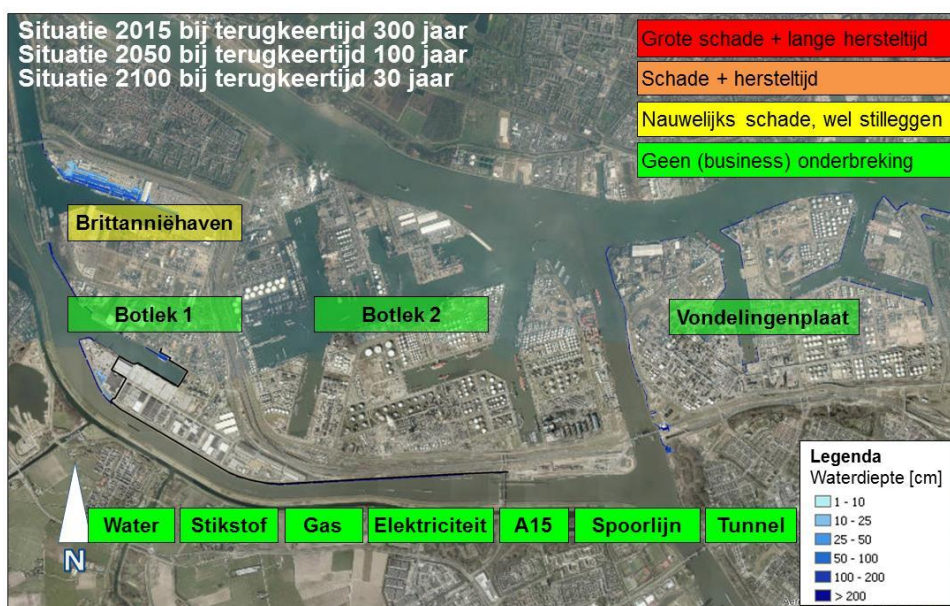 Situatie 2015 bij terugkeertijd 300 jaar
Situatie 2050 bij terugkeertijd 100 jaar
Situatie 2100 bij terugkeertijd 30 jaar
Grote schade + lange hersteltijd
Schade + hersteltijd
Nauwelijks schade, wel stilleggen
Geen (business) onderbreking
Brittanniëhaven
Botlek 1
Botlek 2
Vondelingenplaat
Legenda
Waterdiepte [cm]
1 - 10
10 - 25
25 - 50
50 - 100
100 - 200
> 200
Water
Stikstof
Gas
Elektriciteit
A15
Spoorlijn
Tunnel
N